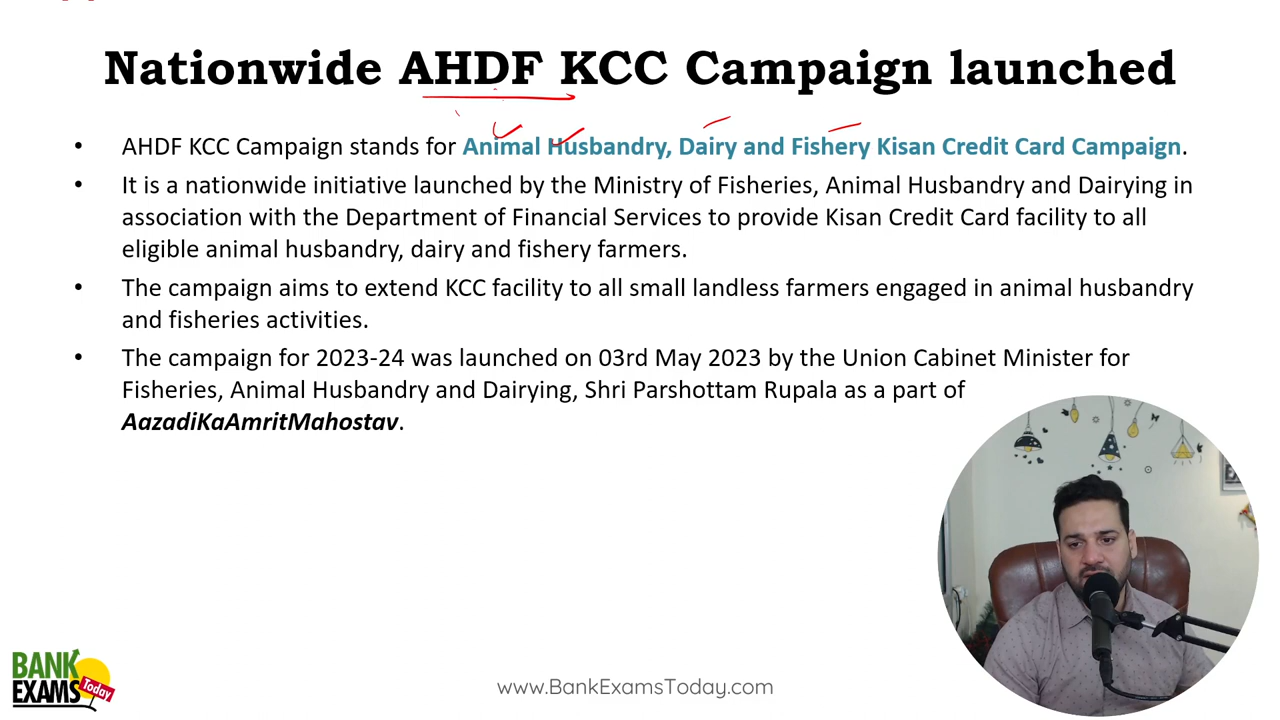 Nationwide AHDF KCC Campaign launched
• AHDF KCC Campaign stands for Animal Husbandry, Dairy and Fishery Kisan Credit Card Campaign.
• It is a nationwide initiative launched by the Ministry of Fisheries, Animal Husbandry and Dairying in
association with the Department of Financial Services to provide Kisan Credit Card facility to all
eligible animal husbandry, dairy and fishery farmers.
• The campaign aims to extend KCC facility to all small landless farmers engaged in animal husbandry
and fisheries activities.
• The campaign for 2023-24 was launched on 03rd May 2023 by the Union Cabinet Minister for
Fisheries, Animal Husbandry and Dairying, Shri Parshottam Rupala as a part of
AazadiKaAmritMahostav.
BANK
EXAMS
Today
www.BankExamsToday.com